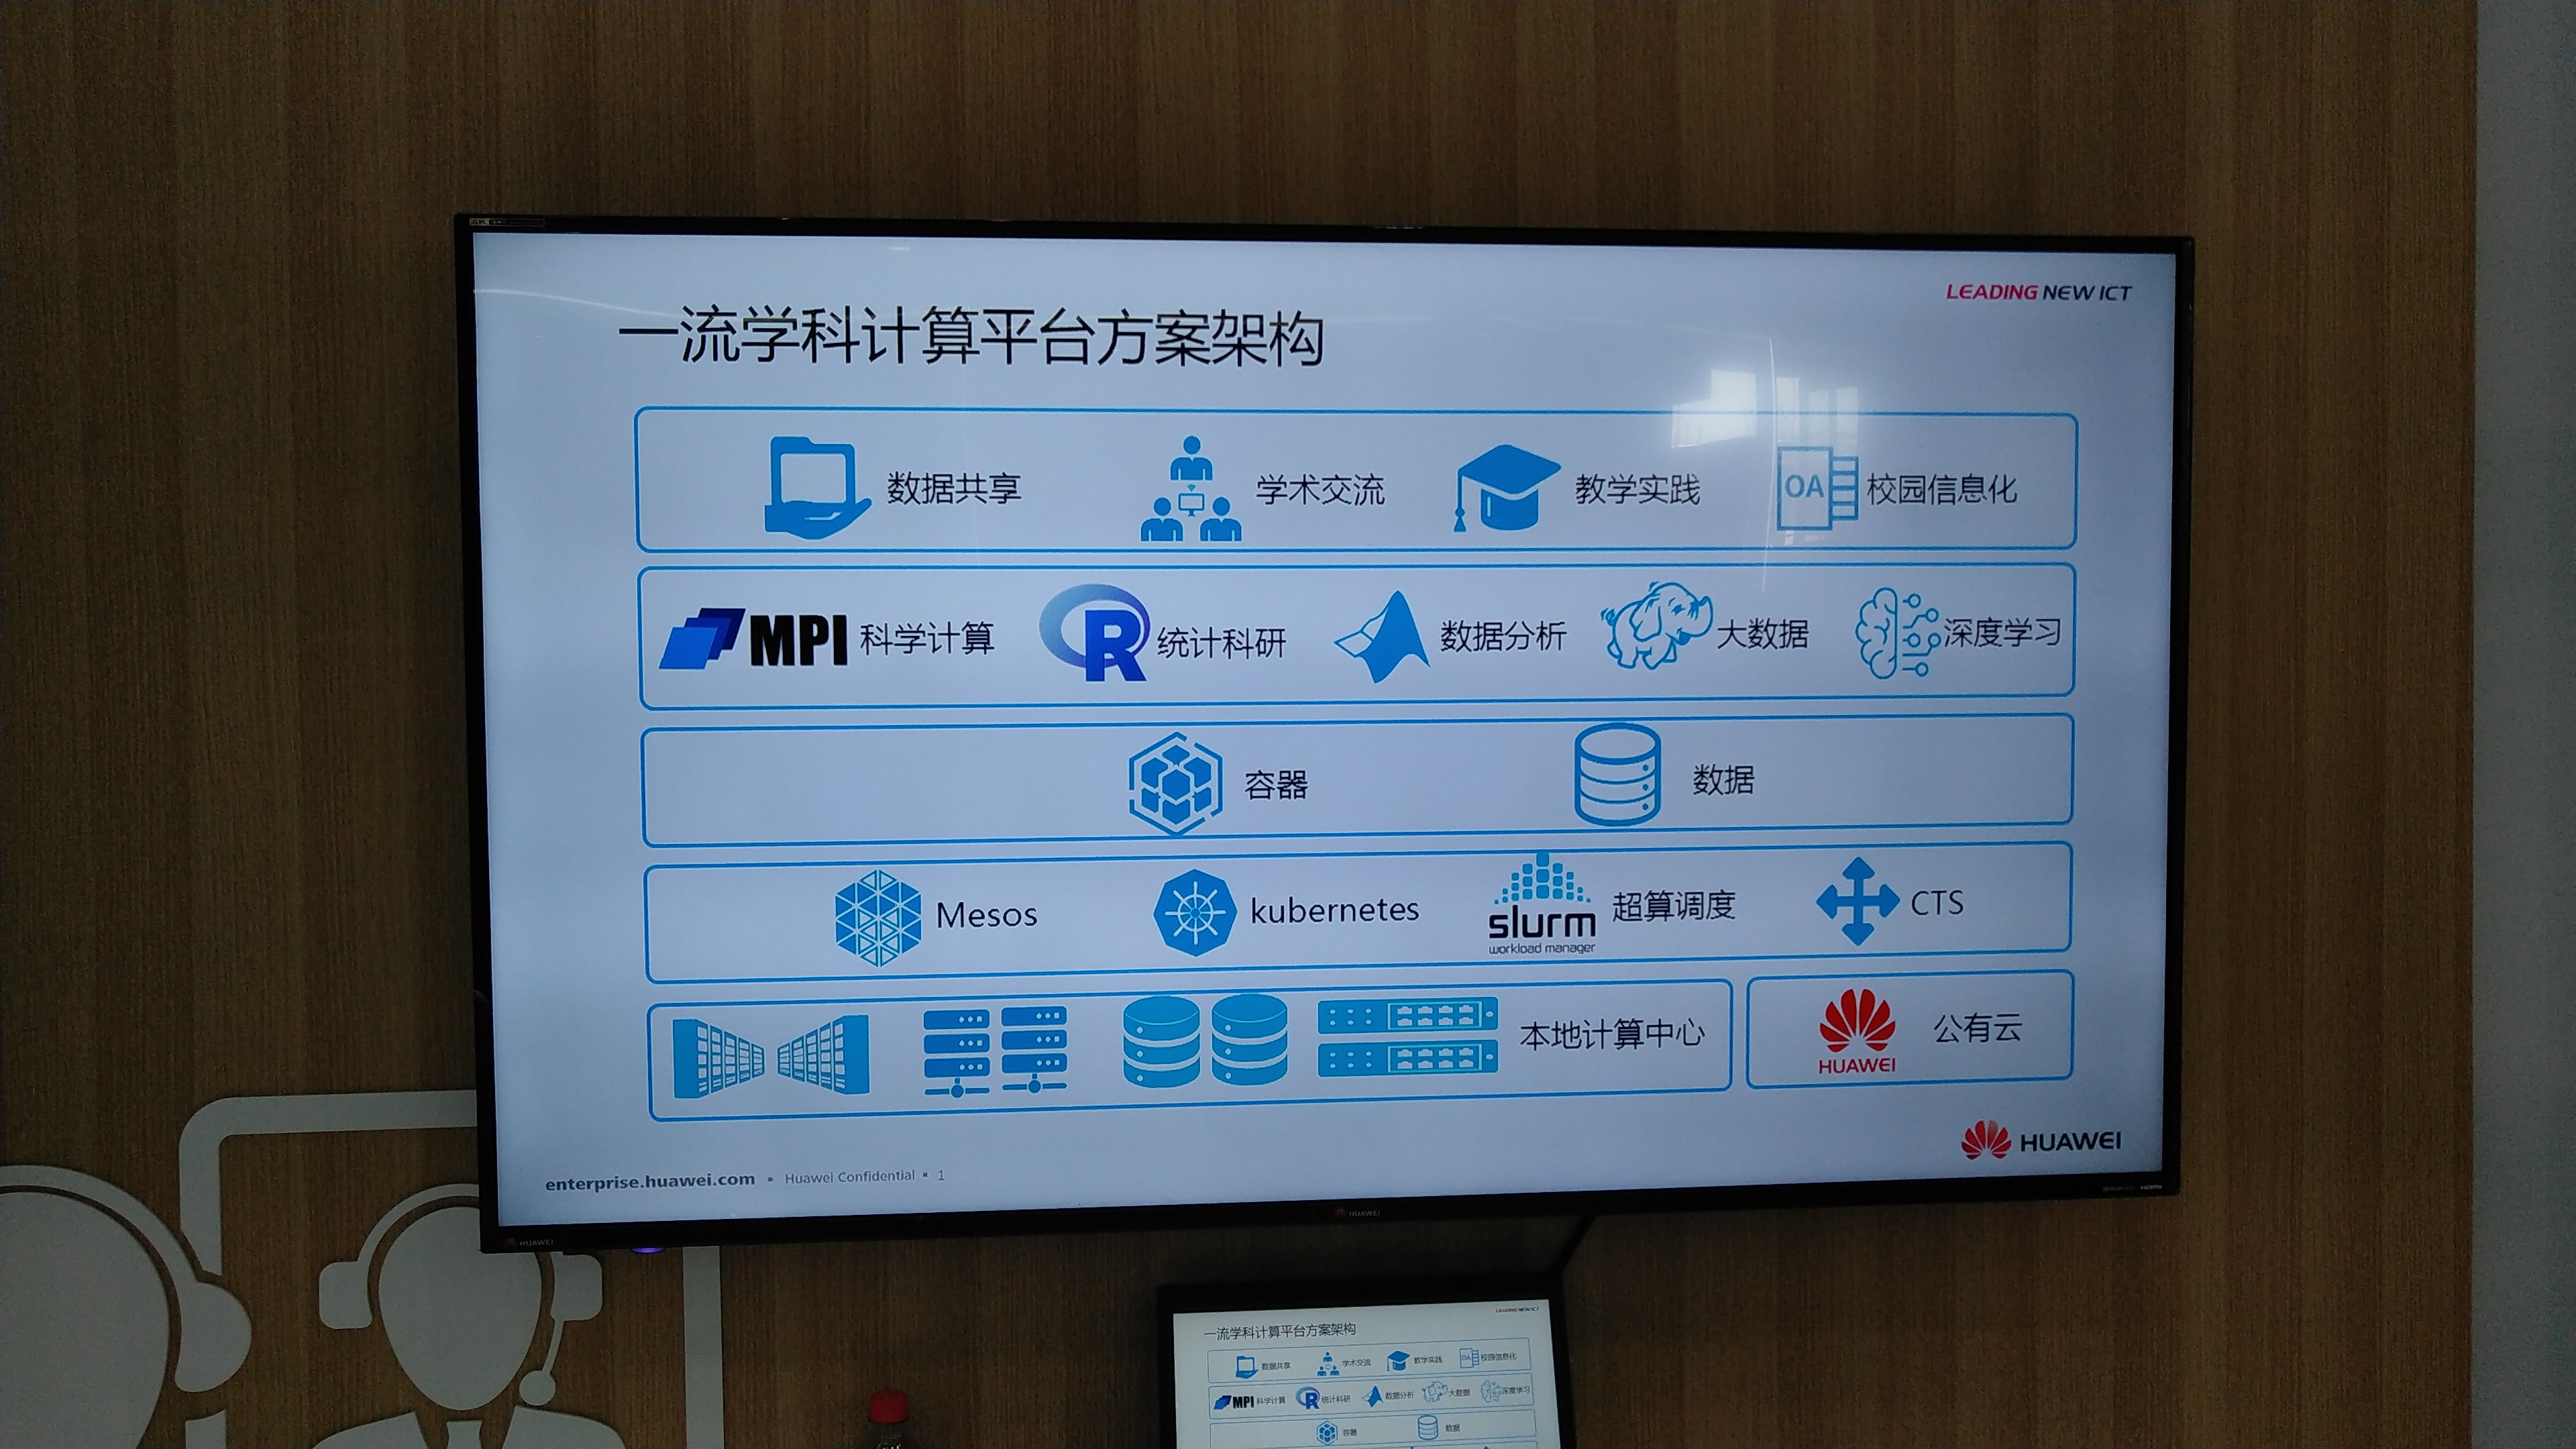 4K
LEADING NEW ICT
一流学科计算平台方案架构
数据共享 学术交流 教学实践 OA 校园信息化
MPI 科学计算 R 统计科研 数据分析 大数据 深度学习
容器 数据
Mesos kubernetes slurm workload manager 超算调度 CTS
本地计算中心 HUAWEI 公有云
HUAWEI
enterprise.huawei.com ▪ Huawei Confidential ▪ 1
HDMI
HUAWEI
HUAWEI
LEADING NEW ICT
一流学科计算平台方案架构
数据共享 学术交流 教学实践 OA 校园信息化
MPI 科学计算 R 统计科研 数据分析 大数据 深度学习
容器 数据